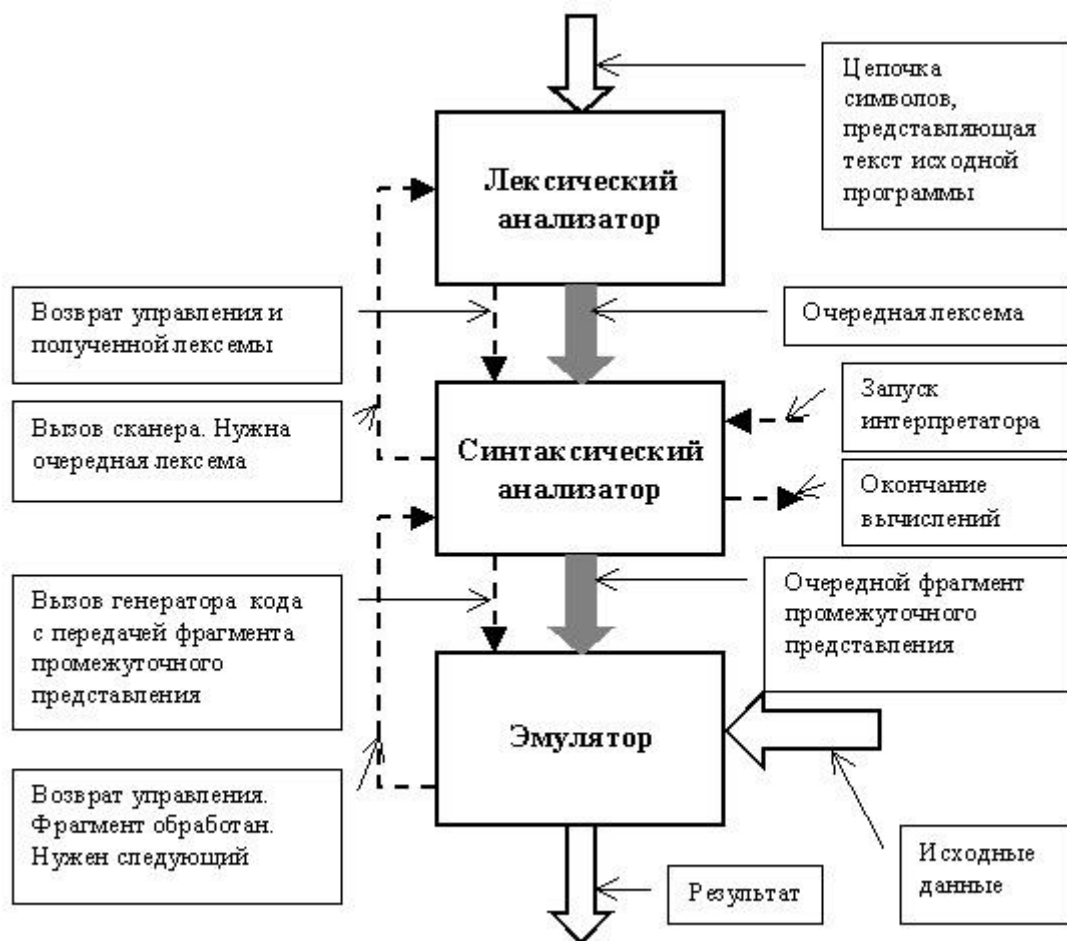 Цепочка
символов,
представляющая
текст исходной
программы
Лексический
анализатор
Возврат управления и
полученной лексемы
Очередная лексема
Вызов сканера. Нужна
очередная лексема
Запуск
интерпретатора
Синтаксический
анализатор
Окончание
вычислений
Вызов генератора кода
с передачей фрагмента
промежуточного
представления
Очередной фрагмент
промежуточного
представления
Эмулятор
Возврат управления.
Фрагмент обработан.
Нужен следующий
Исходные
данные
Результат